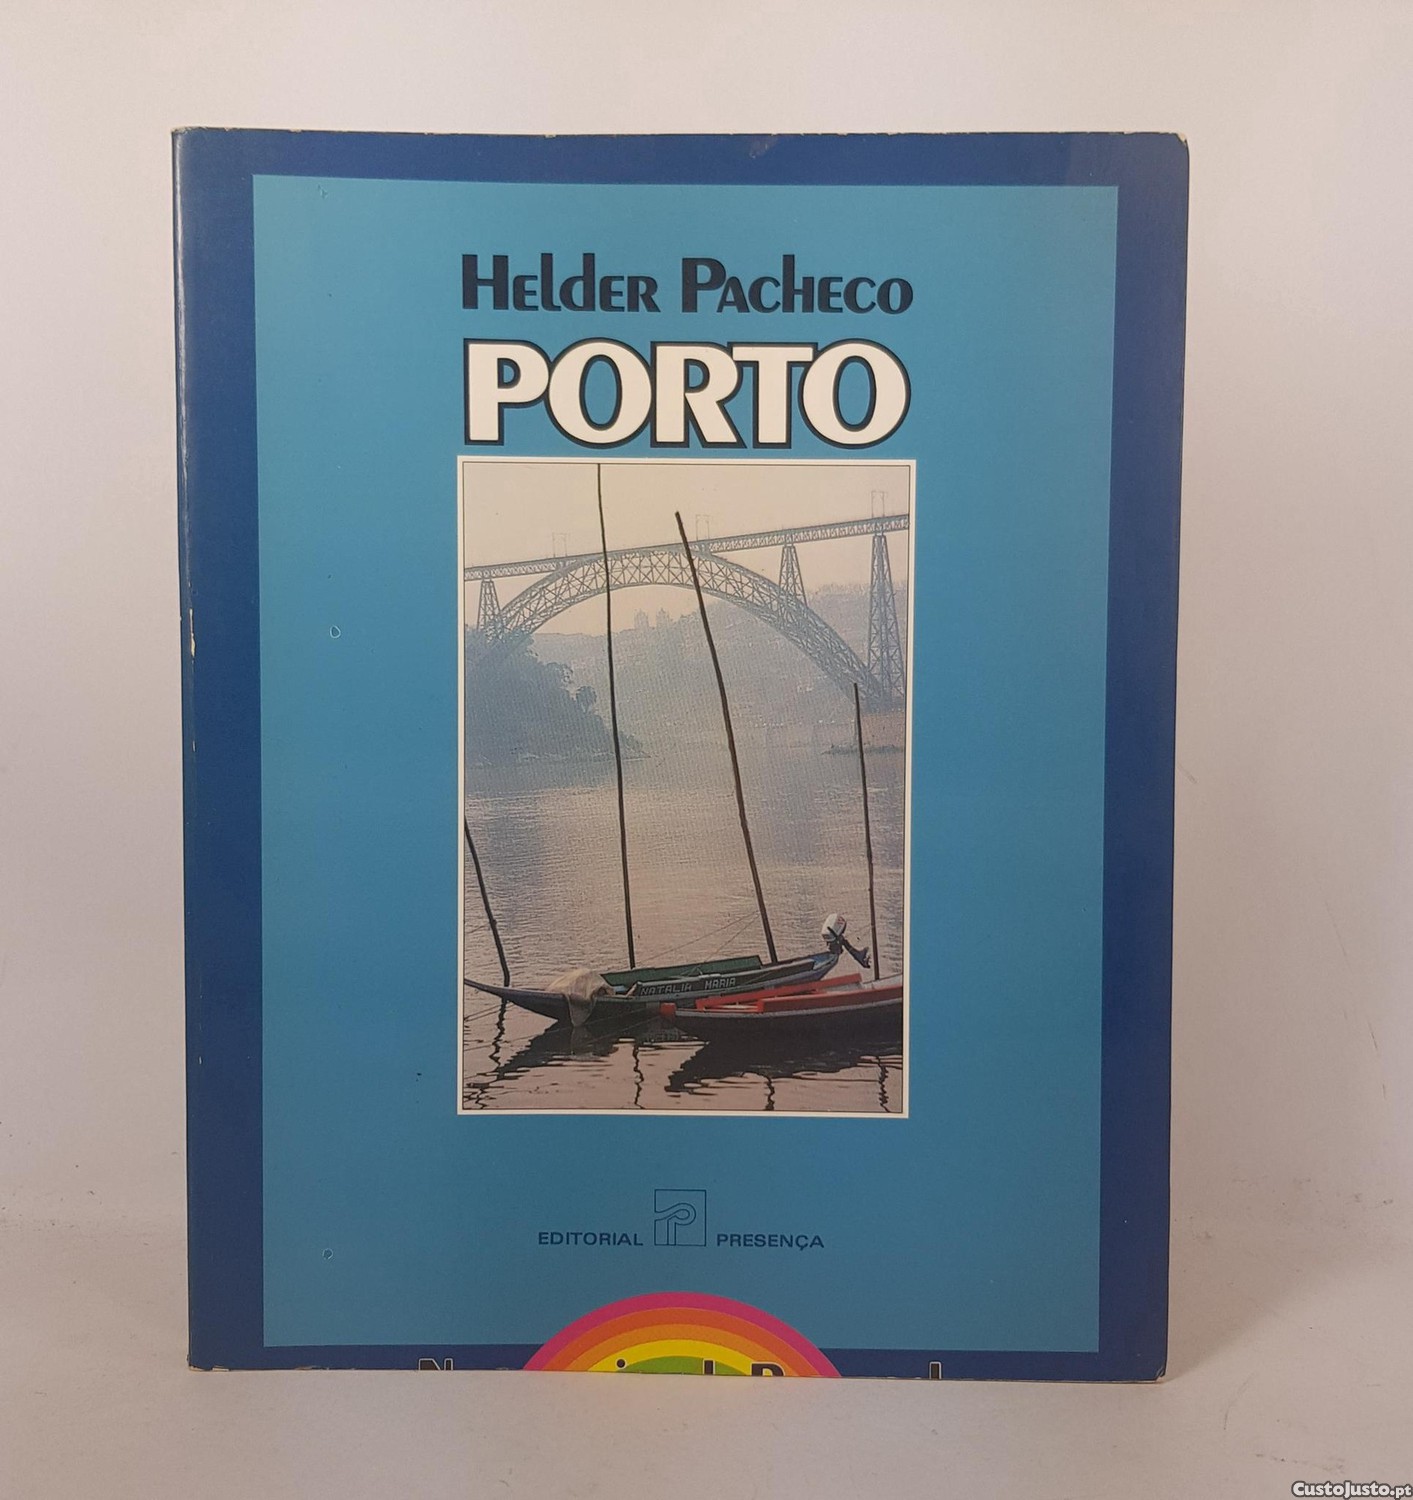 Helder Pacheco
PORTO
NATALIA MARIA
EDITORIAL PRESENÇA
CustoJusto.pt